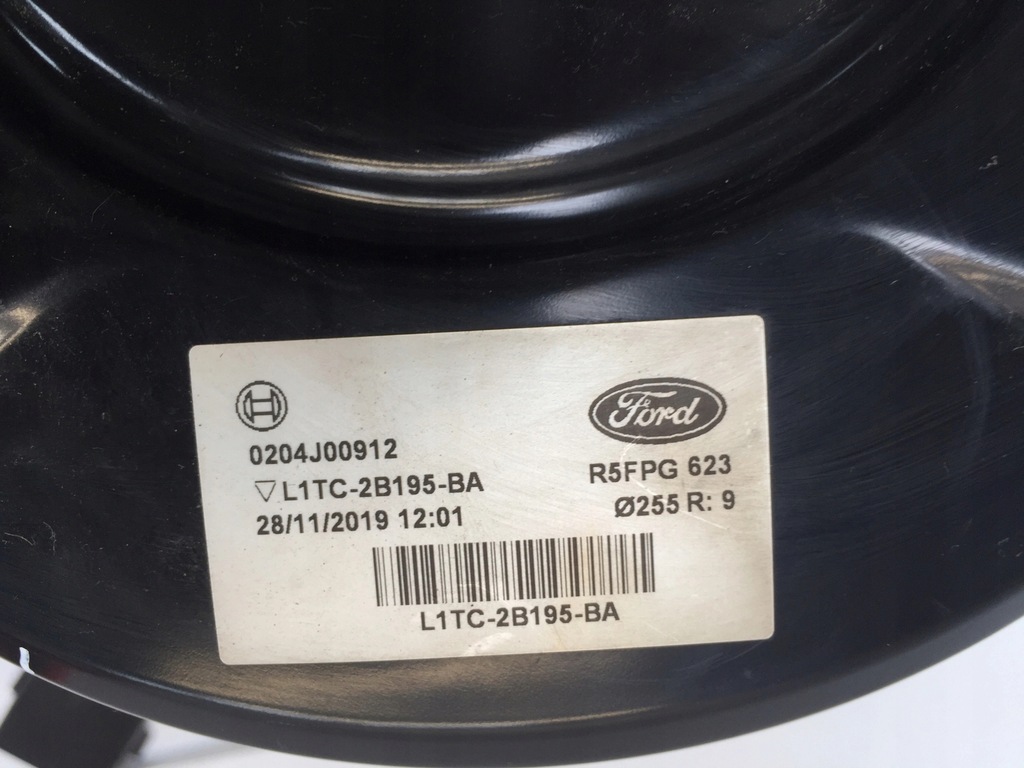 Ford
0204J00912
R5FPG 623
▽L1TC-2B195-BA
Ø255 R: 9
28/11/2019 12:01
L1TC-2B195-BA